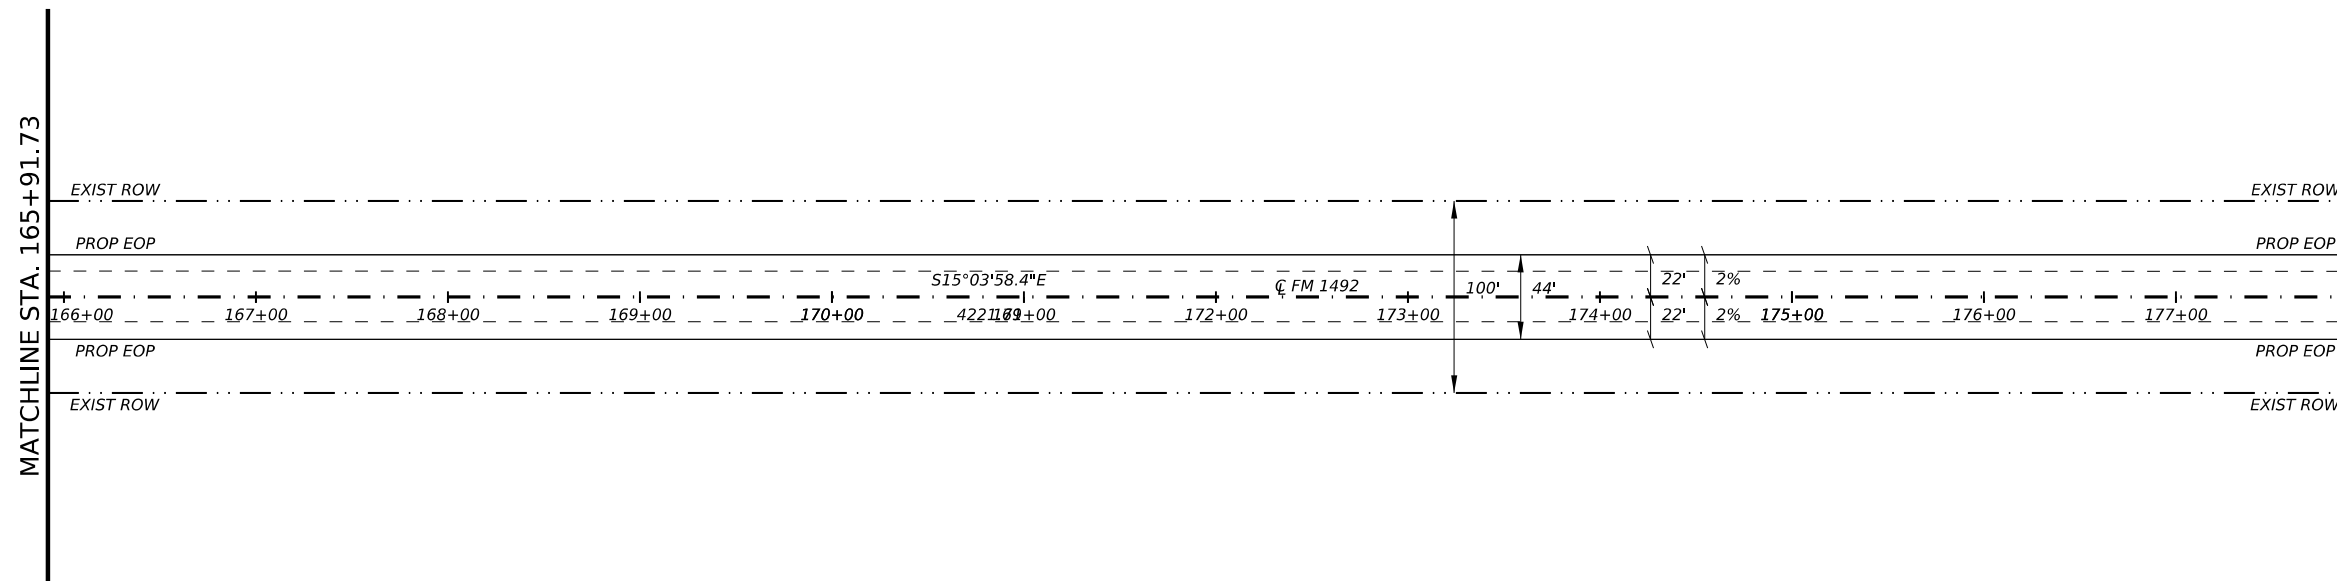 MATCHLINE STA. 165+91.73
EXIST ROW EXIST ROW
PROP EOP PROP EOP
S15°03'58.4"E ℄ FM 1492 100' 44' 22' 2%
166+00 167+00 168+00 169+00 170+00 172+00 173+00 174+00 22' 2% 175+00 176+00 177+00
PROP EOP PROP EOP
EXIST ROW EXIST ROW